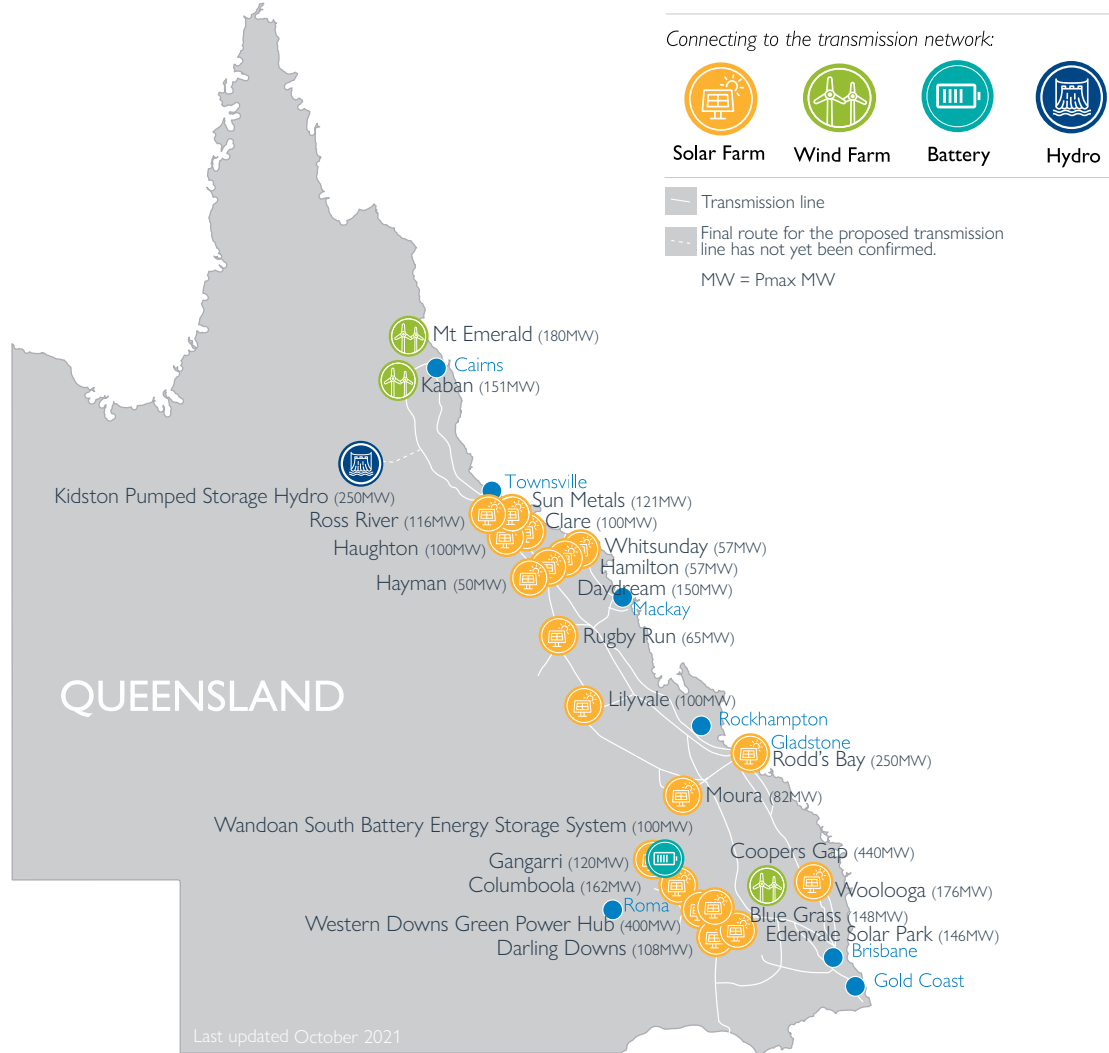 Connecting to the transmission network:
Solar Farm
Wind Farm
Battery
Hydro
Transmission line
Final route for the proposed transmission
line has not yet been confirmed.
MW = Pmax MW
Mt Emerald (180MW)
Cairns
Kaban (151MW)
Townsville
Kidston Pumped Storage Hydro (250MW)
Sun Metals (121MW)
Ross River (116MW)
Clare (100MW)
Haughton (100MW)
Whitsunday (57MW)
Hamilton (57MW)
Hayman (50MW)
Daydream (150MW)
Mackay
Rugby Run (65MW)
QUEENSLAND
Lilyvale (100MW)
Rockhampton
Gladstone
Rodd's Bay (250MW)
Moura (82MW)
Wandoan South Battery Energy Storage System (100MW)
Coopers Gap (440MW)
Gangarri (120MW)
Columboola (162MW)
Woolooga (176MW)
Roma
Blue Grass (148MW)
Western Downs Green Power Hub (400MW)
Edenvale Solar Park (146MW)
Darling Downs (108MW)
Brisbane
Gold Coast
Last updated October 2021